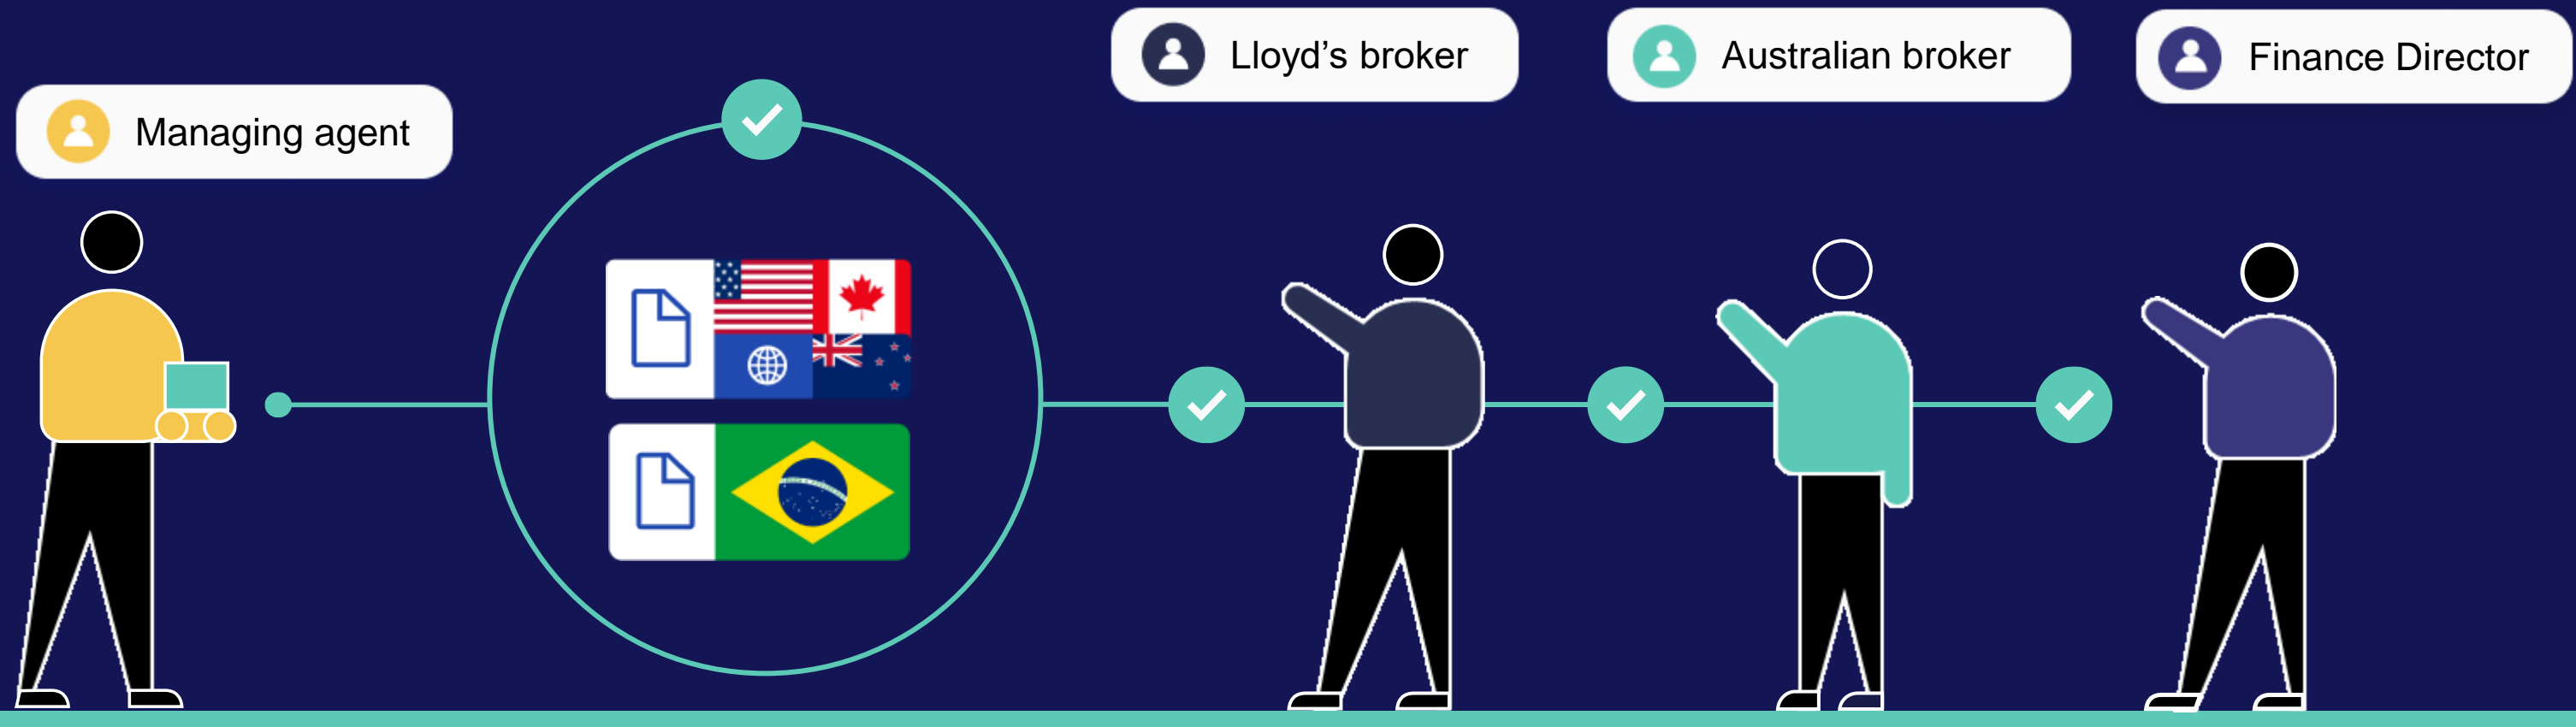 Managing agent
Lloyd’s broker
Australian broker
Finance Director